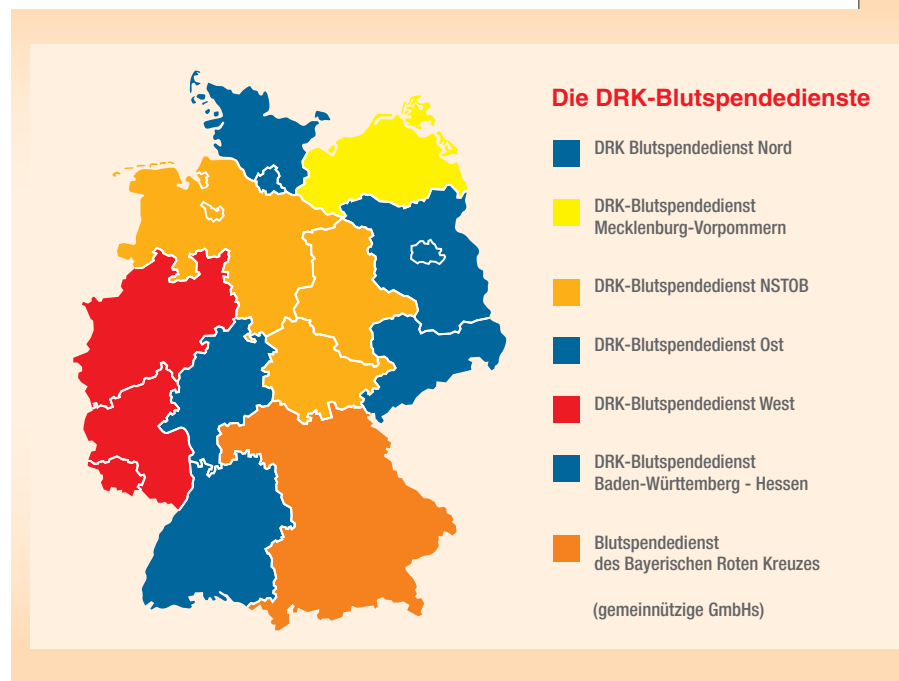 Die DRK-Blutspendedienste
DRK Blutspendedienst Nord
DRK-Blutspendedienst
Mecklenburg-Vorpommern
DRK-Blutspendedienst NSTOB
DRK-Blutspendedienst Ost
DRK-Blutspendedienst West
DRK-Blutspendedienst
Baden-Württemberg - Hessen
Blutspendedienst
des Bayerischen Roten Kreuzes
(gemeinnützige GmbHs)